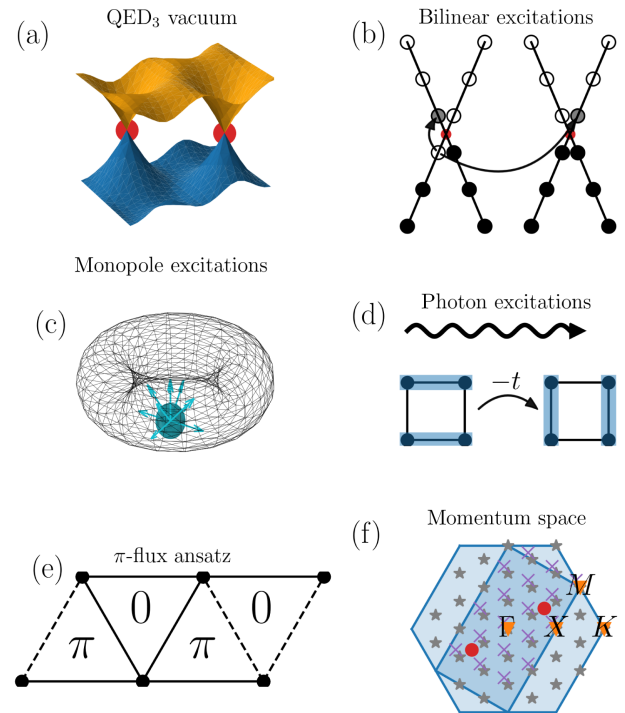 (a) QED₃ vacuum
(b) Bilinear excitations
Monopole excitations
(c)
(d) Photon excitations
−t
(e) π-flux ansatz
0 0
π π
(f) Momentum space
M
Γ X K